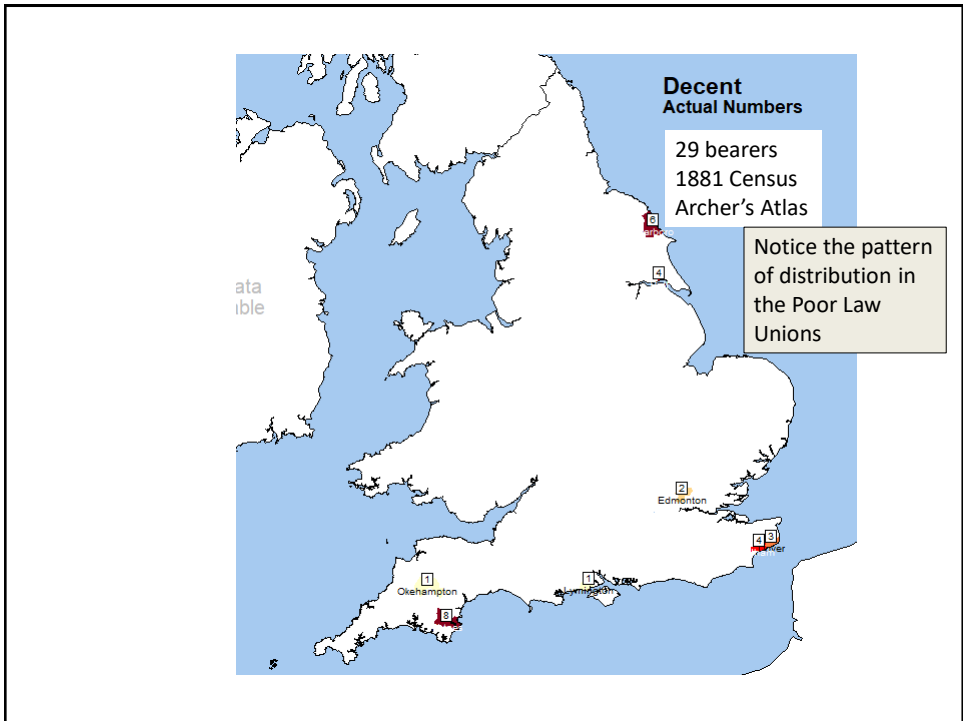 Decent
Actual Numbers
29 bearers
1881 Census
Archer’s Atlas
Notice the pattern
of distribution in
the Poor Law
Unions
6
4
2
Edmonton
4
3
1
Okehampton
1
Lymington
8